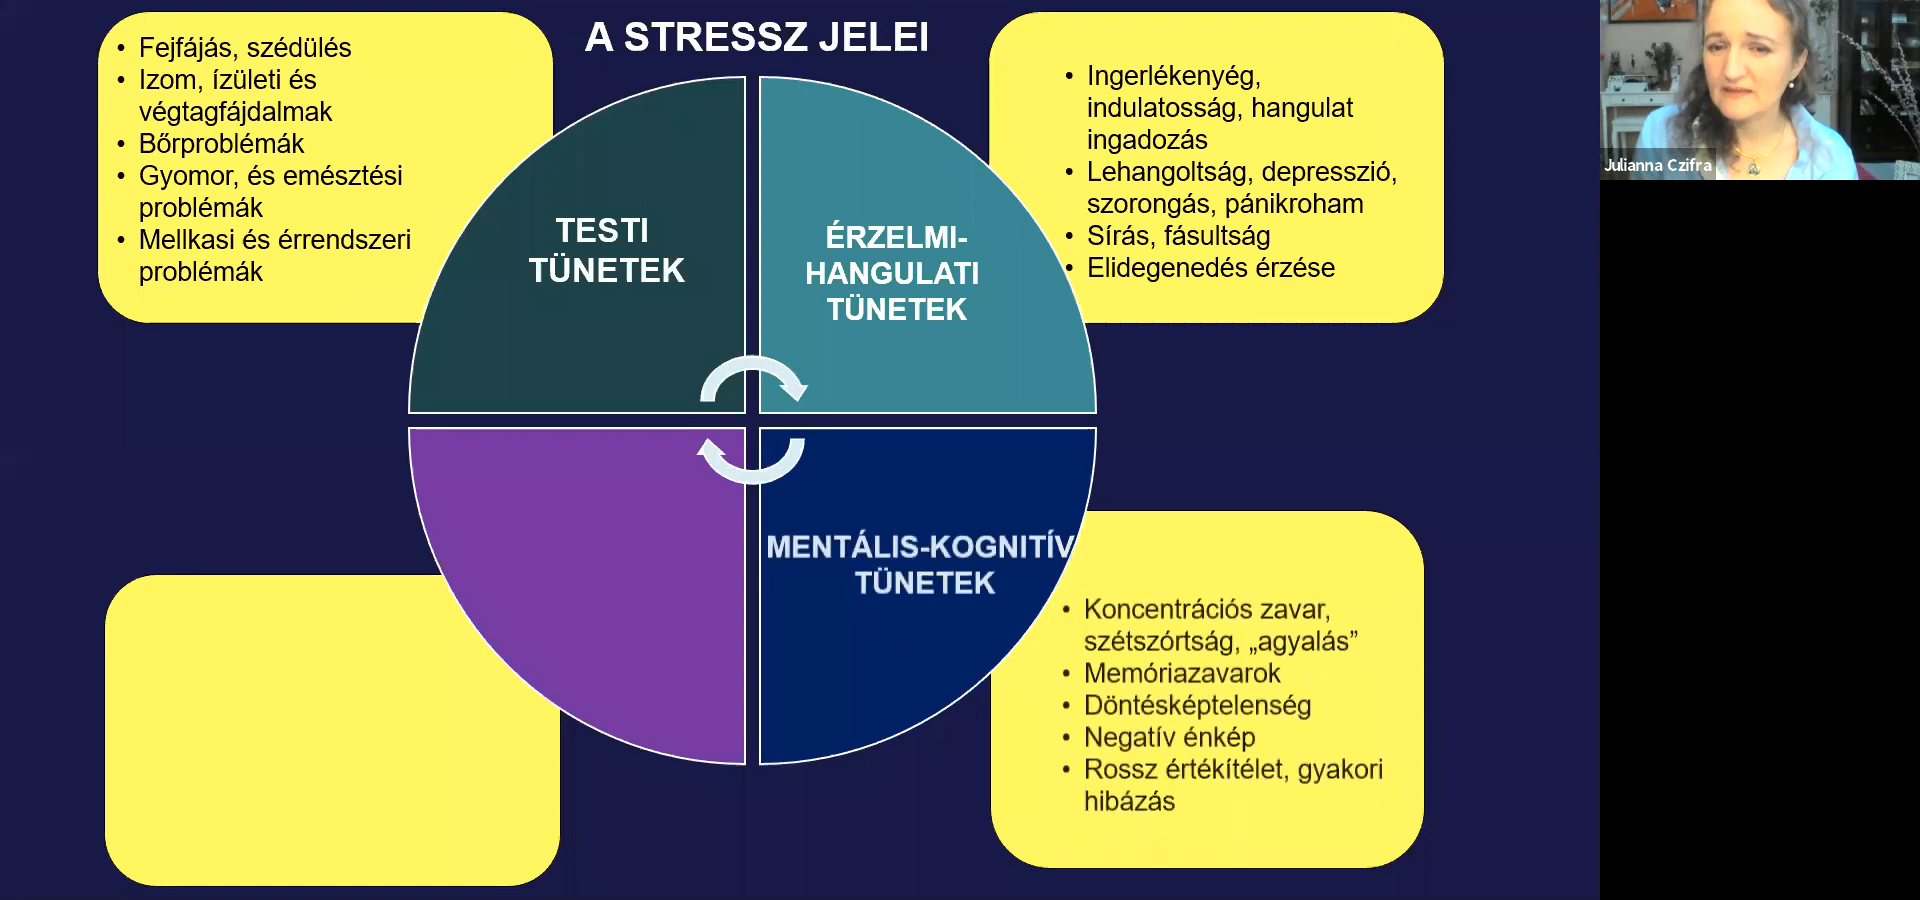 A STRESSZ JELEI
• Fejfájás, szédülés
• Izom, ízületi és
végtagfájdalmak
• Bőrproblémák
• Gyomor, és emésztési
problémák
• Mellkasi és érrendszeri
problémák
TESTI
TÜNETEK
ÉRZELMI-
HANGULATI
TÜNETEK
• Ingerlékenyég,
indulatosság, hangulat
ingadozás
• Lehangoltság, depresszió,
szorongás, pánikroham
• Sírás, fásultság
• Elidegenedés érzése
Julianna Czifra
MENTÁLIS-KOGNITÍV
TÜNETEK
• Koncentrációs zavar,
szétszórtság, „agyalás”
• Memóriazavarok
• Döntésképtelenség
• Negatív énkép
• Rossz értékítélet, gyakori
hibázás